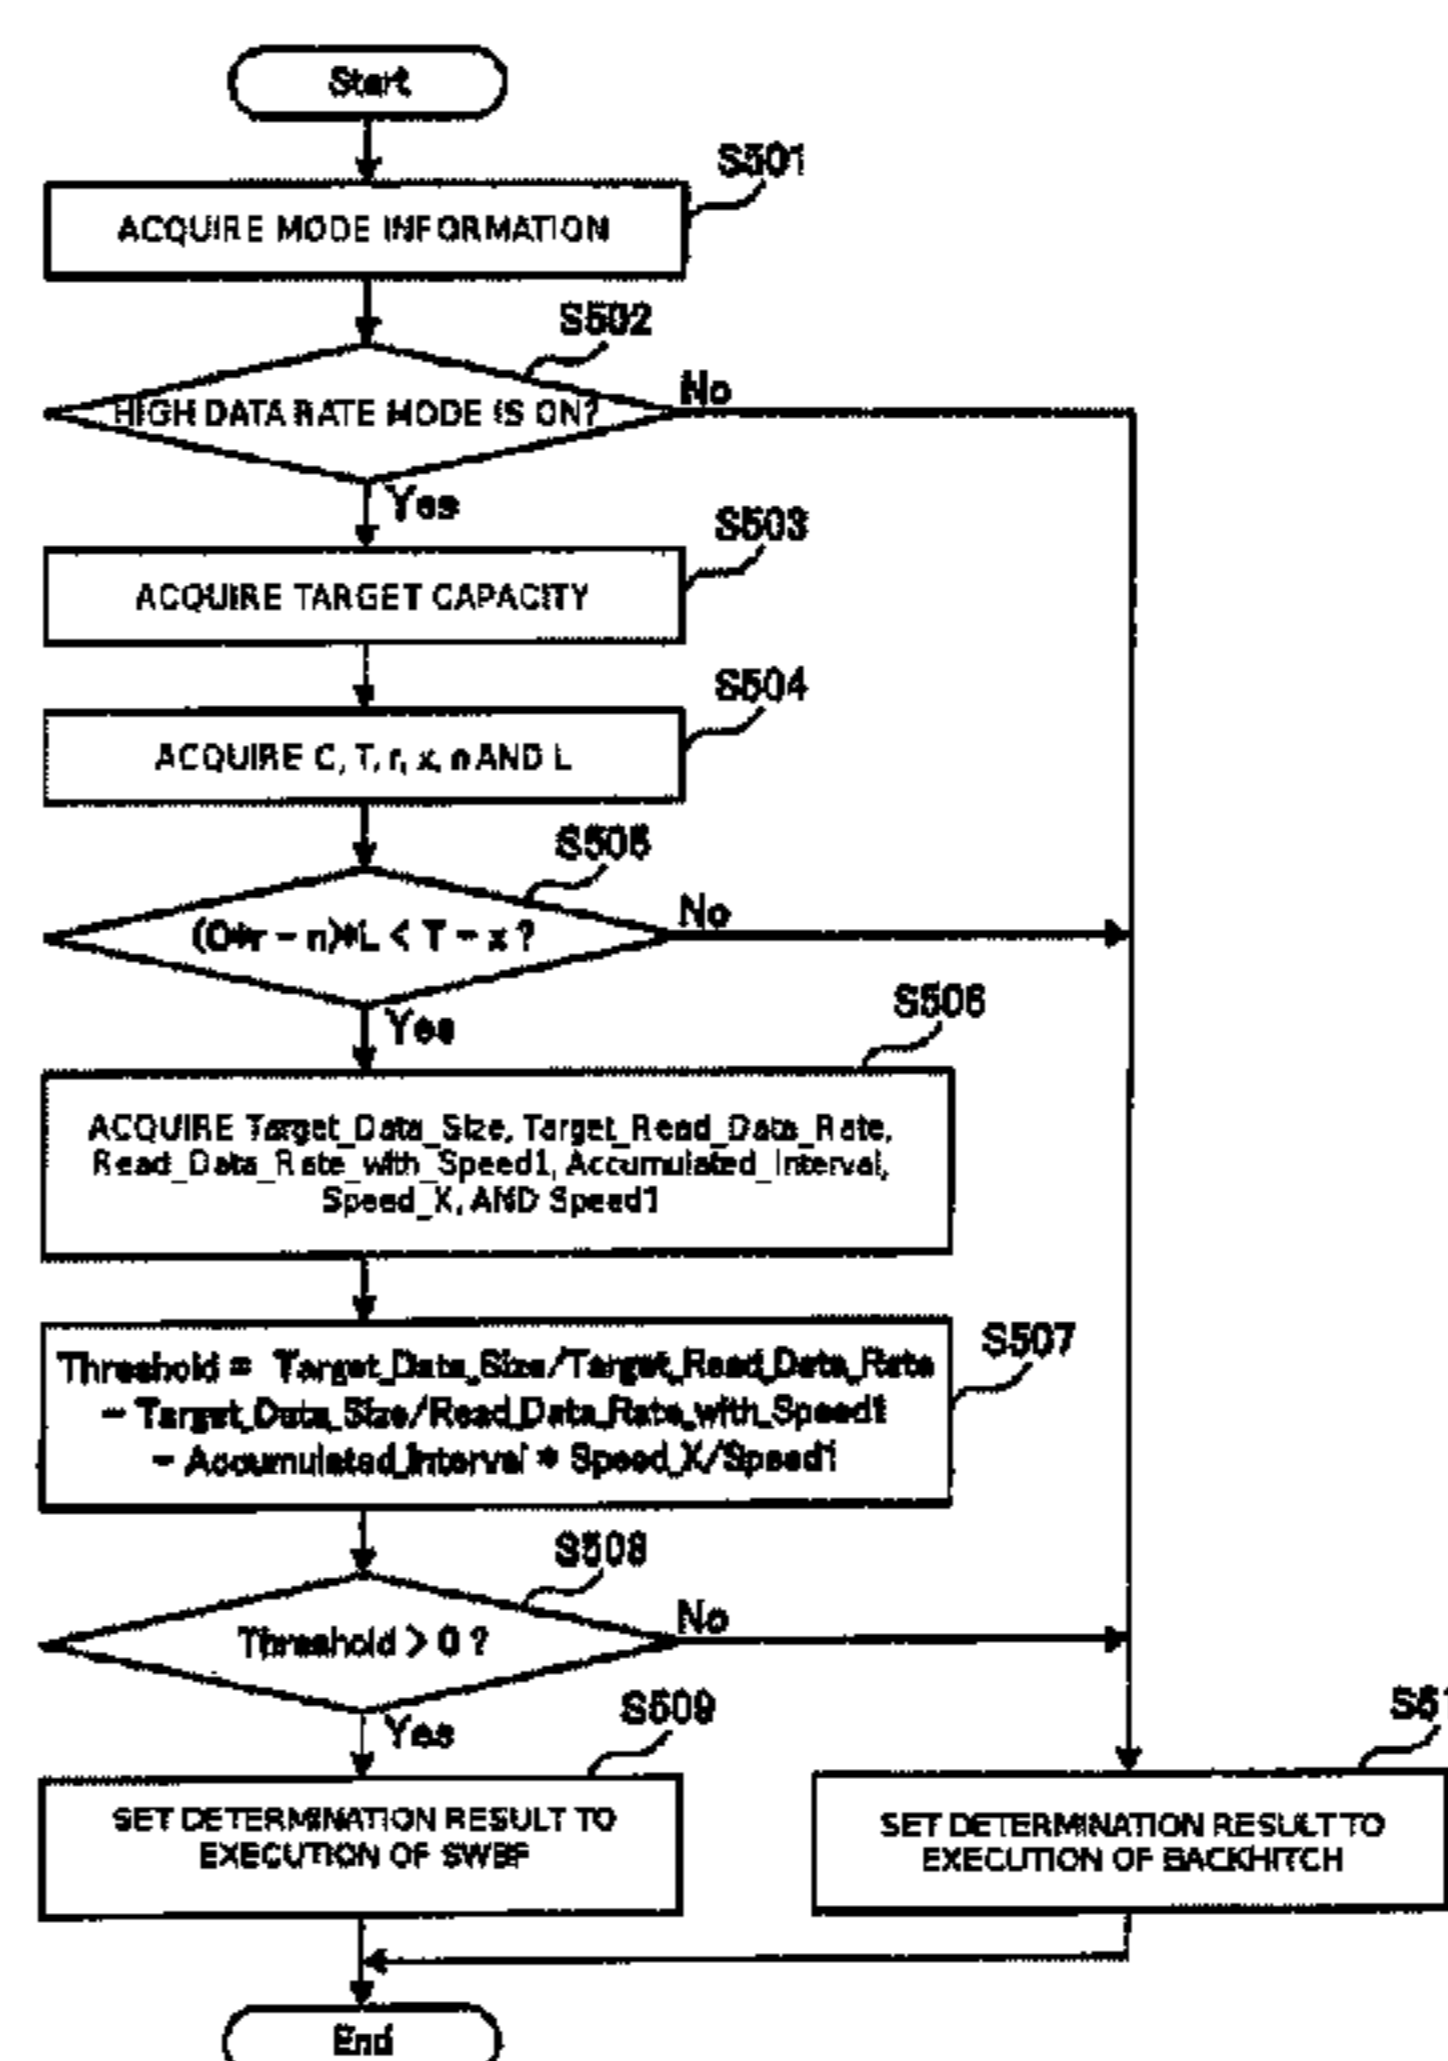 Start
S501
ACQUIRE MODE INFORMATION
S502
HIGH DATA RATE MODE IS ON?
No
Yes
S503
ACQUIRE TARGET CAPACITY
S504
ACQUIRE C, T, r, x, n AND L
S505
(C*r - n)*L < T - x ?
No
Yes
S506
ACQUIRE Target_Data_Size, Target_Read_Data_Rate,
Read_Data_Rate_with_Speed1, Accumulated_Interval,
Speed_X, AND Speed1
S507
Threshold = Target_Data_Size/Target_Read_Data_Rate
- Target_Data_Size/Read_Data_Rate_with_Speed1
- Accumulated_Interval * Speed_X/Speed1
S508
Threshold > 0 ?
No
Yes
S509
SET DETERMINATION RESULT TO
EXECUTION OF SWBF
S51
SET DETERMINATION RESULT TO
EXECUTION OF BACKHITCH
End